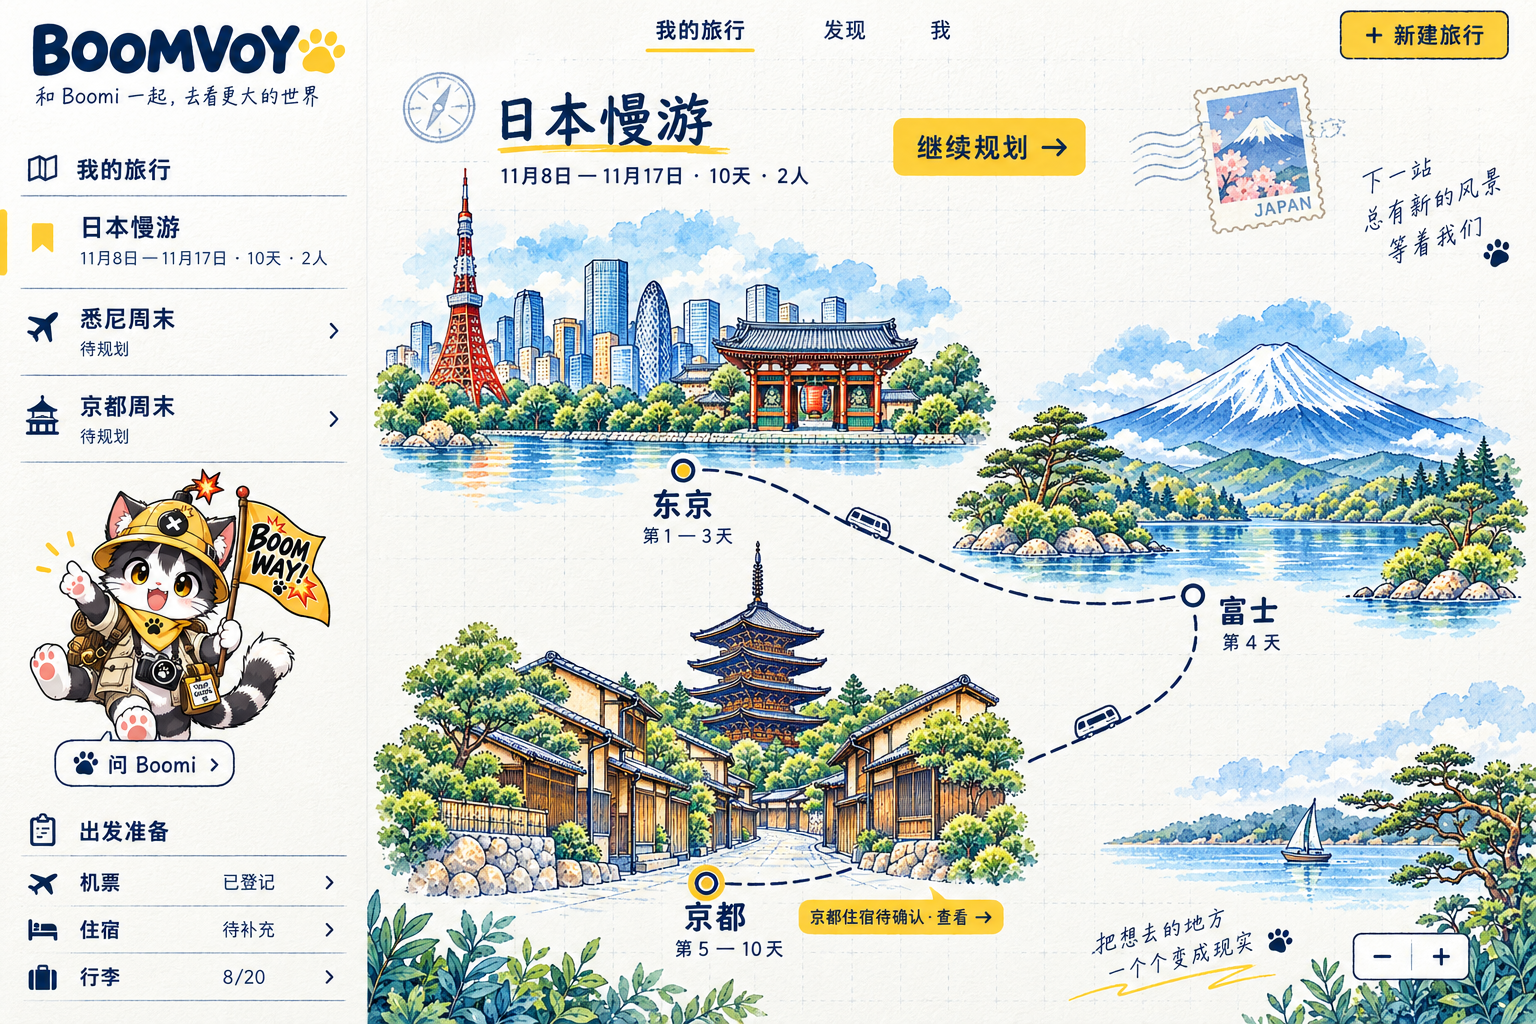 BOOMVOY
和 Boomi 一起，去看更大的世界
我的旅行
日本慢游
11月8日 — 11月17日 · 10天 · 2人
悉尼周末
待规划
京都周末
待规划
BOOM
WAY!
问 Boomi
出发准备
机票 已登记
住宿 待补充
行李 8/20
我的旅行 发现 我
+ 新建旅行
日本慢游
11月8日 — 11月17日 · 10天 · 2人
继续规划 →
JAPAN
下一站
总有新的风景
等着我们
东京
第 1 — 3 天
富士
第 4 天
京都
第 5 — 10 天
京都住宿待确认 · 查看 →
把想去的地方
一个个变成现实
− +